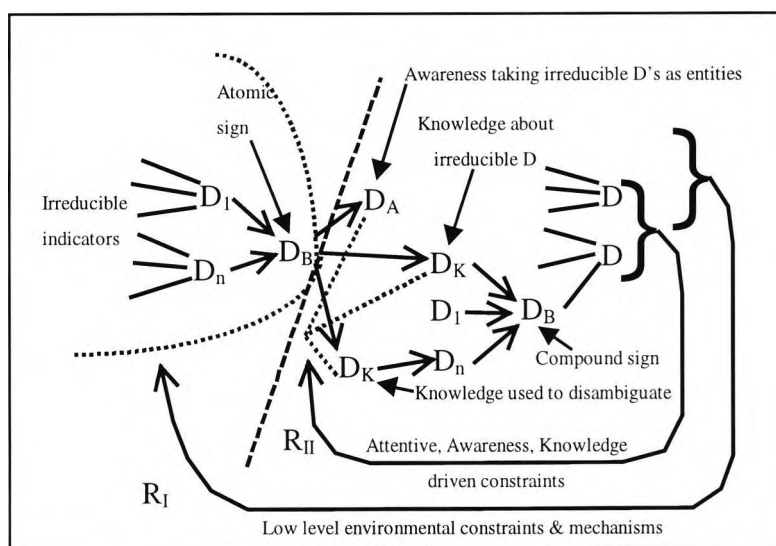 Awareness taking irreducible D's as entities
Atomic
sign
Knowledge about
irreducible D
Irreducible
indicators
D1
DA
D
Dn
DB
DK
D
D1
DB
Compound sign
DK
Dn
Knowledge used to disambiguate
RII
Attentive, Awareness, Knowledge
driven constraints
RI
Low level environmental constraints & mechanisms